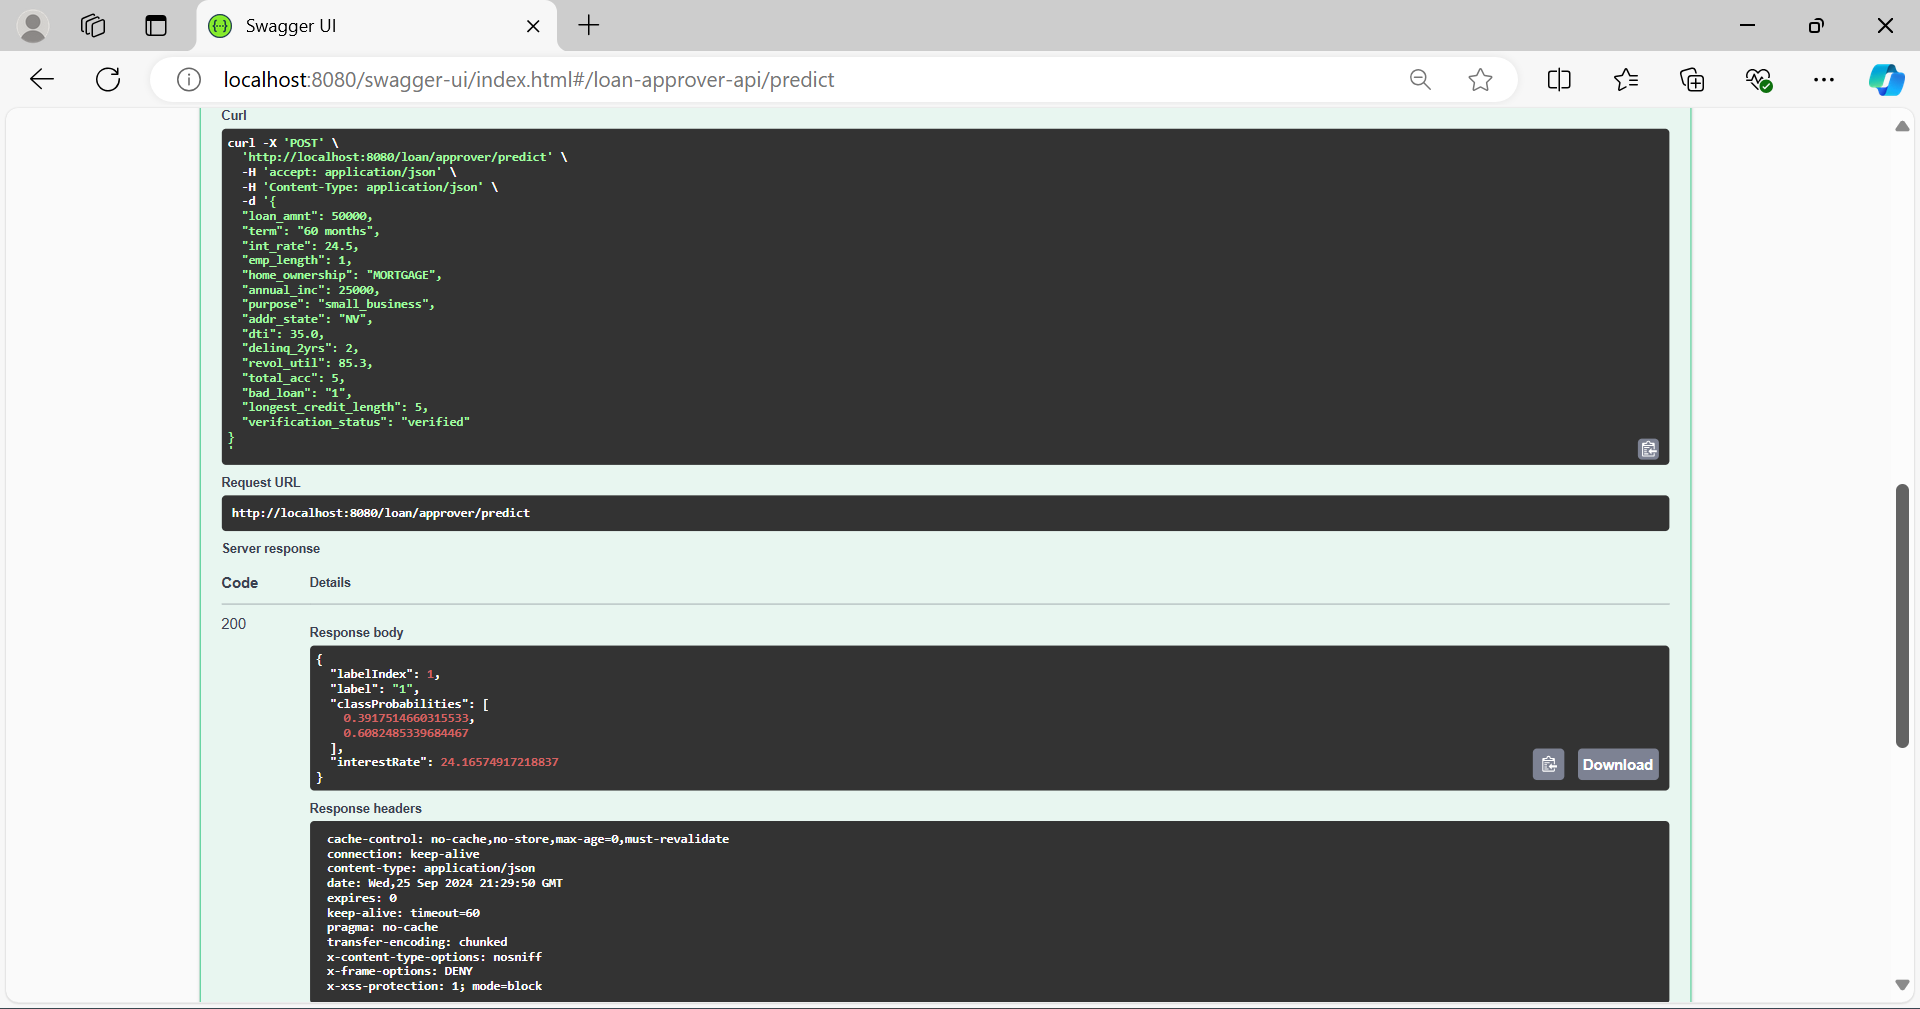 Swagger UI
localhost:8080/swagger-ui/index.html#/loan-approver-api/predict
Curl
curl -X 'POST' \
  'http://localhost:8080/loan/approver/predict' \
  -H 'accept: application/json' \
  -H 'Content-Type: application/json' \
  -d '{
  "loan_amnt": 50000,
  "term": "60 months",
  "int_rate": 24.5,
  "emp_length": 1,
  "home_ownership": "MORTGAGE",
  "annual_inc": 25000,
  "purpose": "small_business",
  "addr_state": "NV",
  "dti": 35.0,
  "delinq_2yrs": 2,
  "revol_util": 85.3,
  "total_acc": 5,
  "bad_loan": "1",
  "longest_credit_length": 5,
  "verification_status": "verified"
}
'
Request URL
http://localhost:8080/loan/approver/predict
Server response
Code Details
200
Response body
{
  "labelIndex": 1,
  "label": "1",
  "classProbabilities": [
    0.3917514660315533,
    0.6082485339684467
  ],
  "interestRate": 24.16574917218837
}
Download
Response headers
cache-control: no-cache,no-store,max-age=0,must-revalidate
connection: keep-alive
content-type: application/json
date: Wed,25 Sep 2024 21:29:50 GMT
expires: 0
keep-alive: timeout=60
pragma: no-cache
transfer-encoding: chunked
x-content-type-options: nosniff
x-frame-options: DENY
x-xss-protection: 1; mode=block